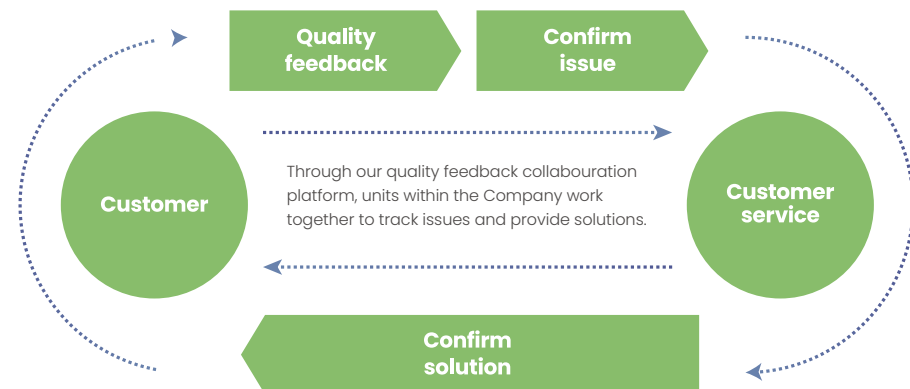 Quality
feedback
Confirm
issue
Customer
Through our quality feedback collabouration
platform, units within the Company work
together to track issues and provide solutions.
Customer
service
Confirm
solution